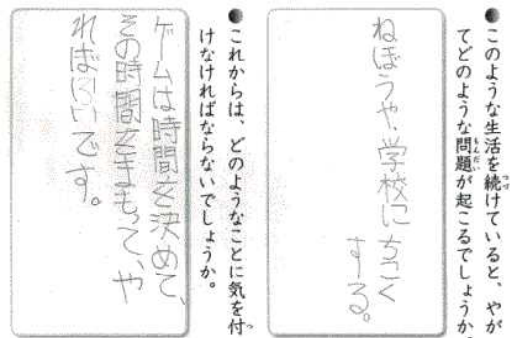 ●このような生活を続けていると、やが
てどのような問題が起こるでしょうか。
ねぼうや、学校に ちこく
する。
●これからは、どのようなことに気を付
けなければならないでしょうか。
ゲームは時間を決めて、
その時間をまもって、や
ればいいです。